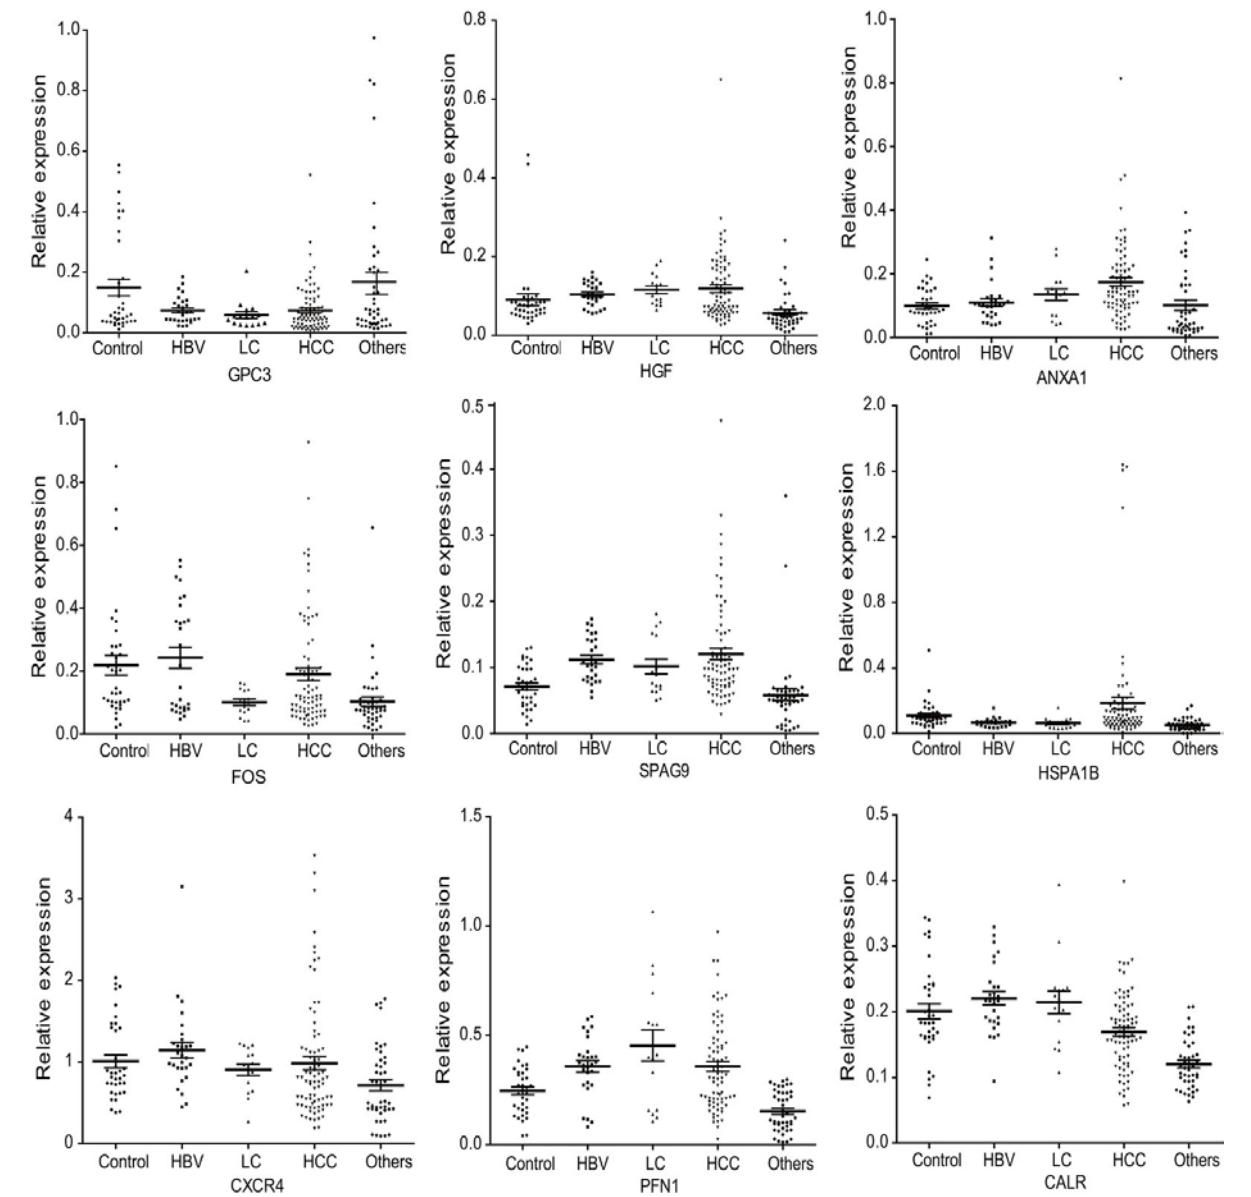 Relative expression
1.0
0.8
0.6
0.4
0.2
0.0
Control HBV LC HCC Others
GPC3
Relative expression
0.8
0.6
0.4
0.2
0.0
Control HBV LC HCC Others
HGF
Relative expression
1.0
0.8
0.6
0.4
0.2
0.0
Control HBV LC HCC Others
ANXA1
Relative expression
1.0
0.8
0.6
0.4
0.2
0.0
Control HBV LC HCC Others
FOS
Relative expression
0.5
0.4
0.3
0.2
0.1
0.0
Control HBV LC HCC Others
SPAG9
Relative expression
2.0
1.6
1.2
0.8
0.4
0.0
Control HBV LC HCC Others
HSPA1B
Relative expression
4
3
2
1
0
Control HBV LC HCC Others
CXCR4
Relative expression
1.5
1.0
0.5
0.0
Control HBV LC HCC Others
PFN1
Relative expression
0.5
0.4
0.3
0.2
0.1
0.0
Control HBV LC HCC Others
CALR